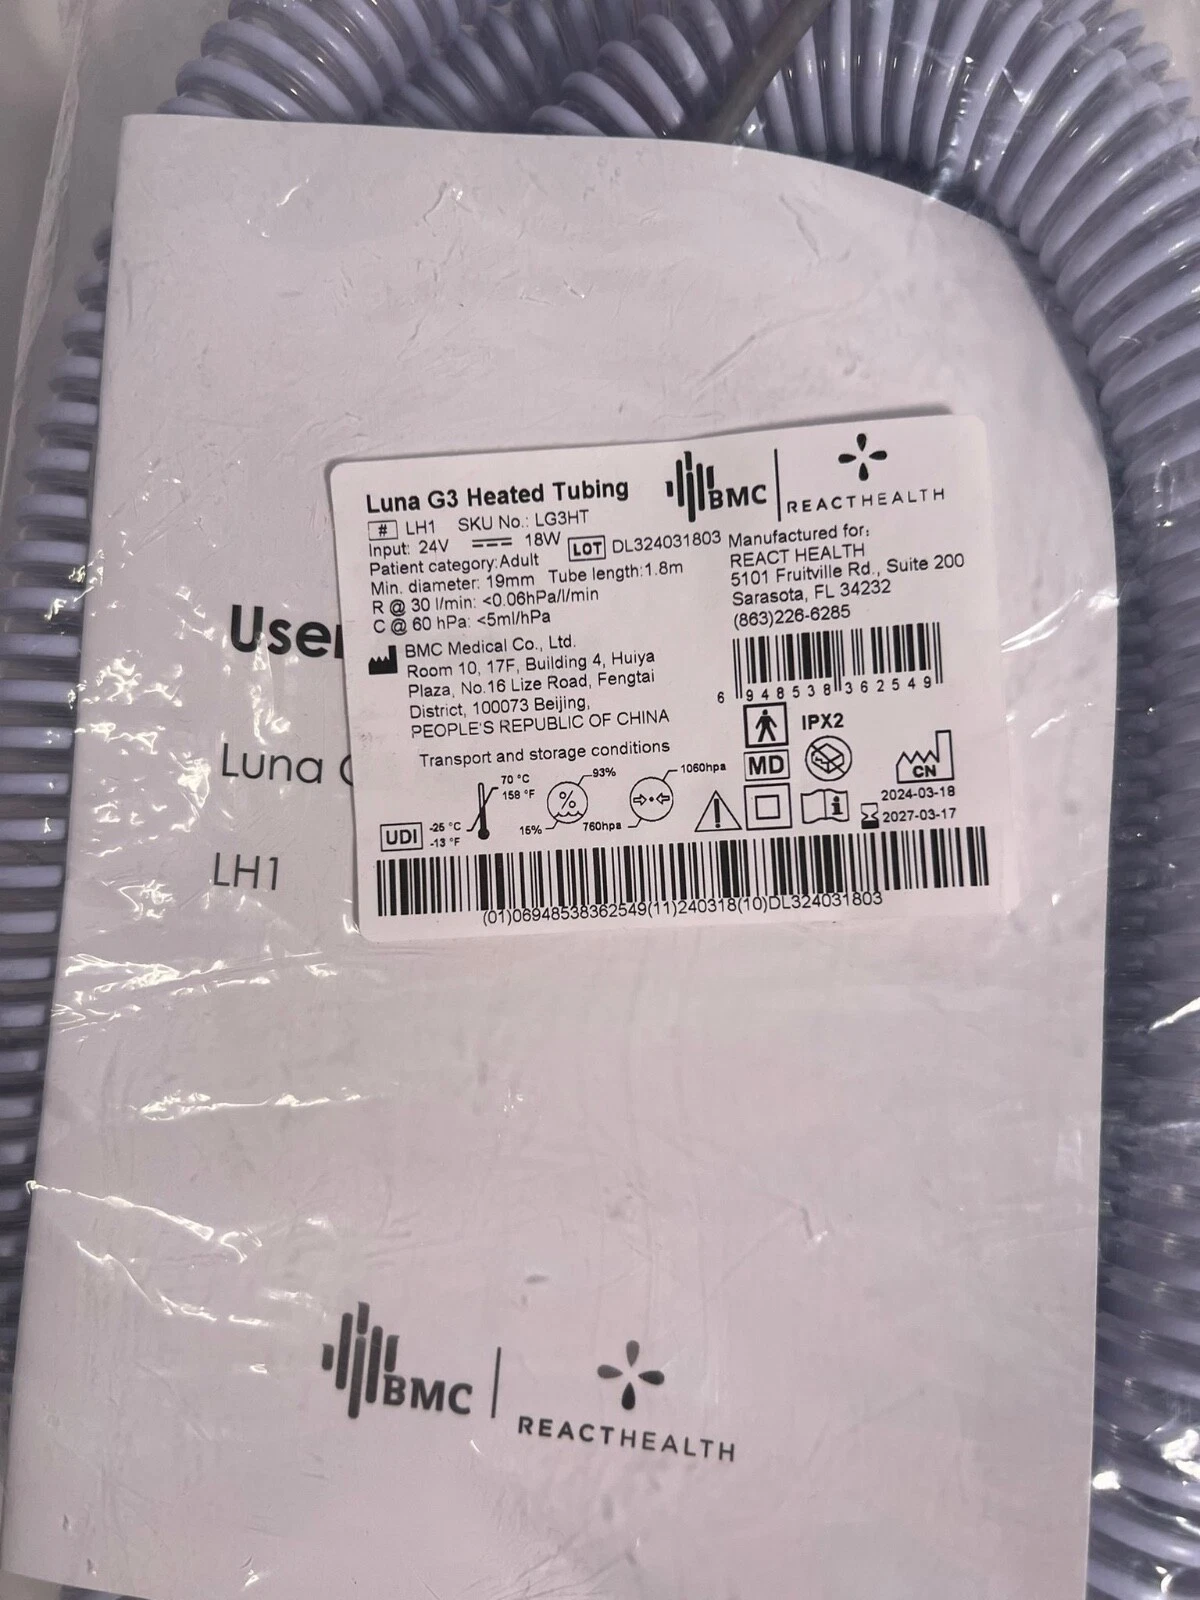 Luna G3 Heated Tubing
BMC
REACTHEALTH
# LH1 SKU No.: LG3HT
Input: 24V 18W
LOT DL324031803
Patient category:Adult
Min. diameter: 19mm Tube length:1.8m
R @ 30 l/min: <0.06hPa/l/min
C @ 60 hPa: <5ml/hPa
Manufactured for:
REACT HEALTH
5101 Fruitville Rd., Suite 200
Sarasota, FL 34232
(863)226-6285
BMC Medical Co., Ltd.
Room 10, 17F, Building 4, Huiya
Plaza, No.16 Lize Road, Fengtai
District, 100073 Beijing,
PEOPLE'S REPUBLIC OF CHINA
6 948538 362549
Transport and storage conditions
70 °C
158 °F
-25 °C
-13 °F
93%
%
15%
1060hpa
760hpa
IPX2
MD
CN
2024-03-18
2027-03-17
UDI
(01)06948538362549(11)240318(10)DL324031803
User
Luna
LH1
BMC
REACTHEALTH